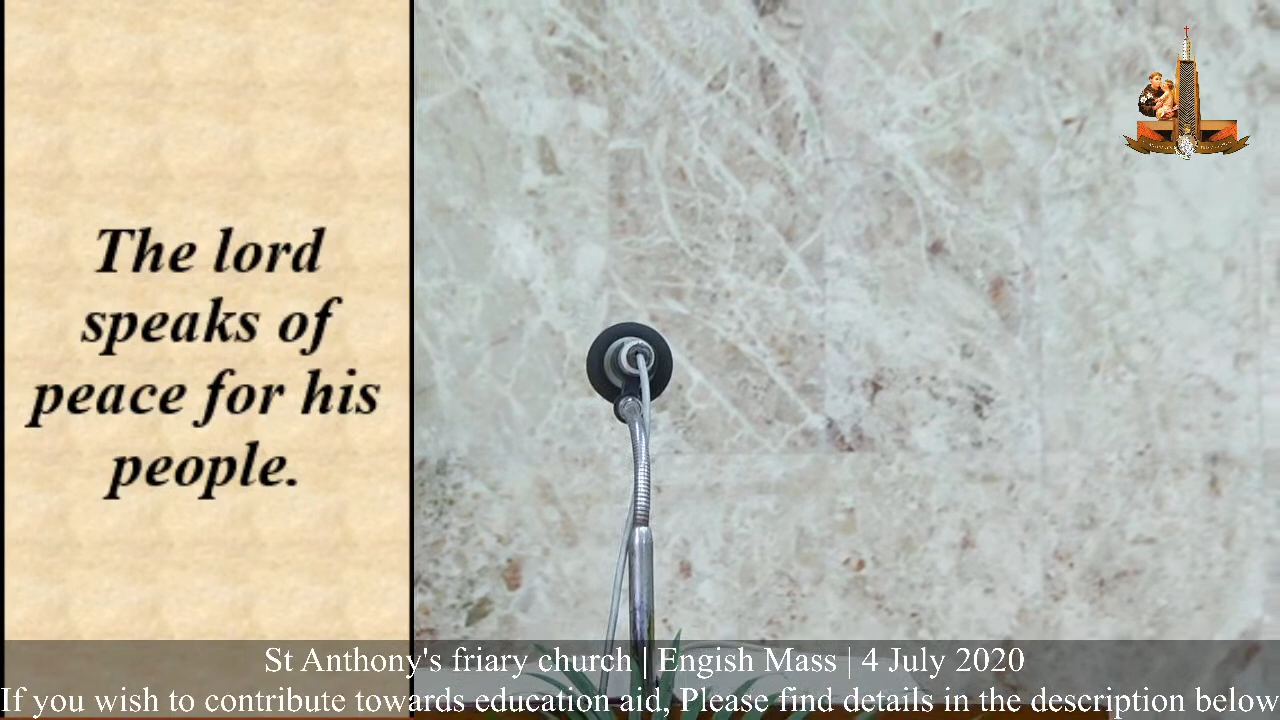 The lord
speaks of
peace for his
people.
St Anthony's friary church | Engish Mass | 4 July 2020
If you wish to contribute towards education aid, Please find details in the description below